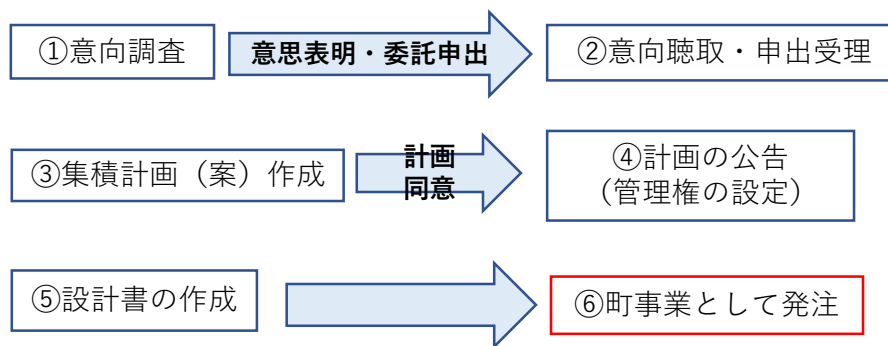 ①意向調査
意思表明・委託申出
②意向聴取・申出受理
③集積計画（案）作成
計画
同意
④計画の公告
（管理権の設定）
⑤設計書の作成
⑥町事業として発注